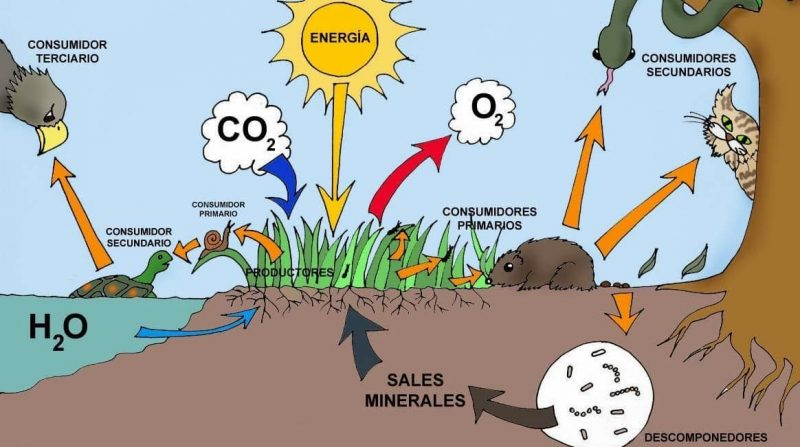 ENERGÍA
CONSUMIDOR
TERCIARIO
CONSUMIDORES
SECUNDARIOS
CO2
O2
CONSUMIDOR
PRIMARIO
CONSUMIDORES
PRIMARIOS
CONSUMIDOR
SECUNDARIO
PRODUCTORES
H2O
SALES
MINERALES
DESCOMPONEDORES